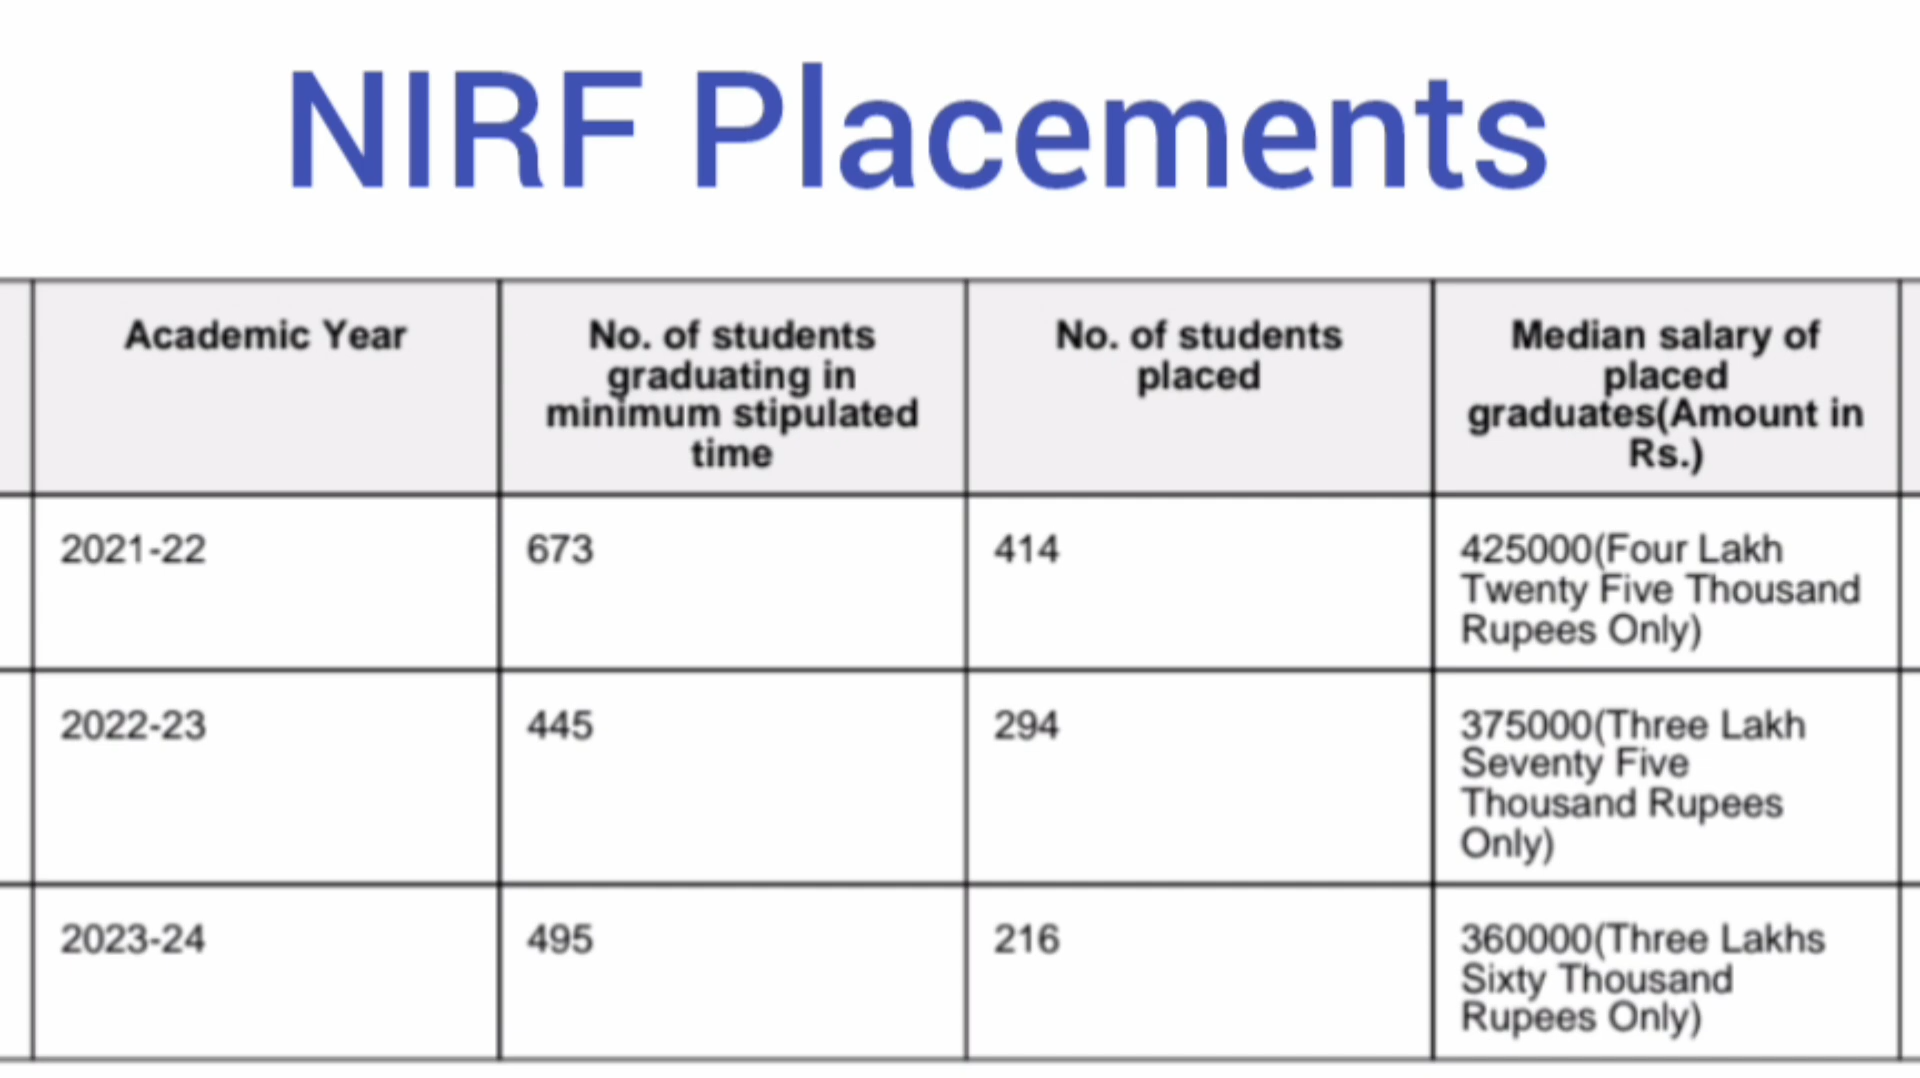 NIRF Placements
Academic Year
No. of students
graduating in
minimum stipulated
time
No. of students
placed
Median salary of
placed
graduates(Amount in
Rs.)
2021-22
673
414
425000(Four Lakh
Twenty Five Thousand
Rupees Only)
2022-23
445
294
375000(Three Lakh
Seventy Five
Thousand Rupees
Only)
2023-24
495
216
360000(Three Lakhs
Sixty Thousand
Rupees Only)